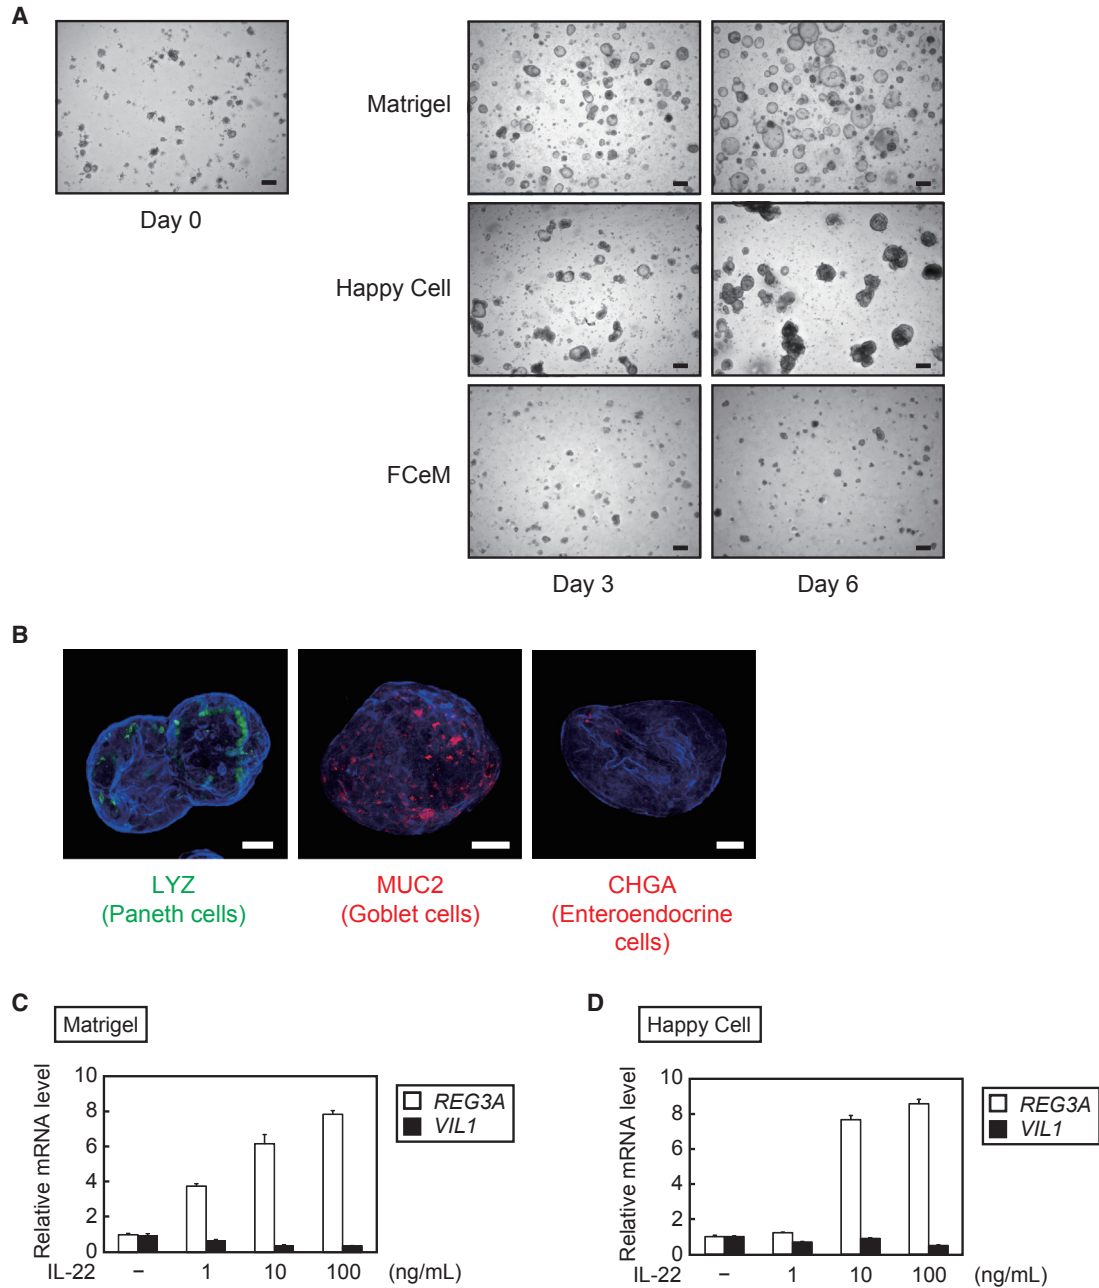 A
Day 0
Matrigel
Happy Cell
FCeM
Day 3
Day 6
B
LYZ
(Paneth cells)
MUC2
(Goblet cells)
CHGA
(Enteroendocrine
cells)
C
Matrigel
Relative mRNA level
10
8
6
4
2
0
REG3A
VIL1
IL-22
–
1
10
100
(ng/mL)
D
Happy Cell
Relative mRNA level
10
8
6
4
2
0
REG3A
VIL1
IL-22
–
1
10
100
(ng/mL)